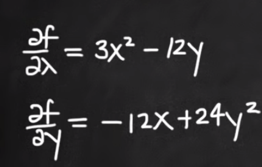 ∂f/∂x = 3x² − 12y
∂f/∂y = −12x+24y²